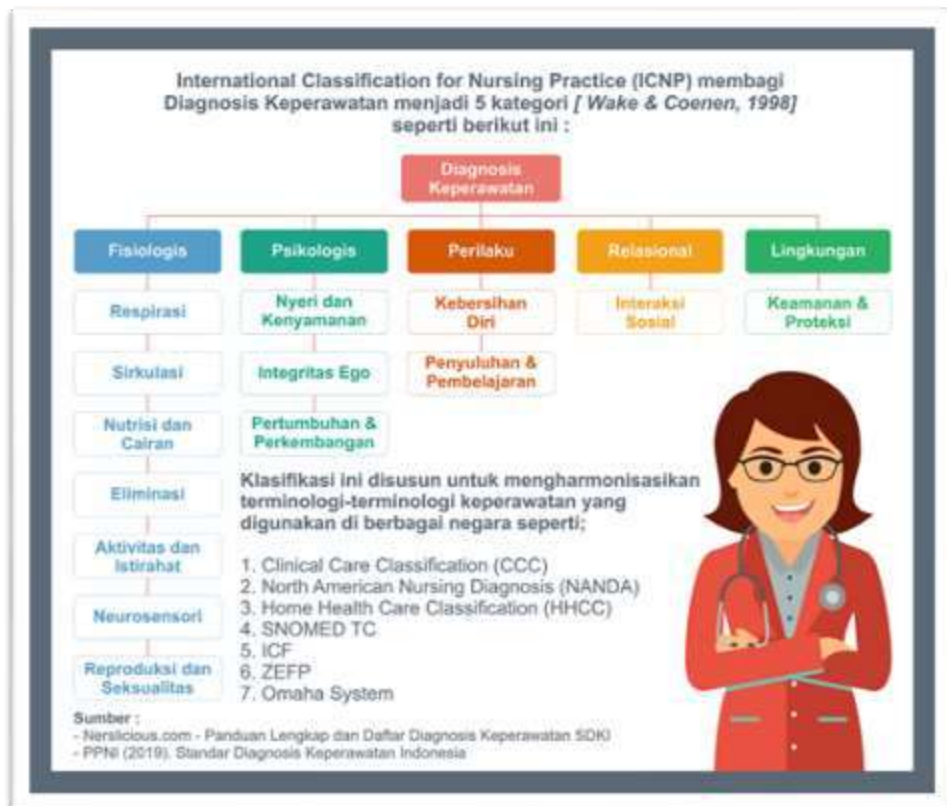 International Classification for Nursing Practice (ICNP) membagi
Diagnosis Keperawatan menjadi 5 kategori [ Wake & Coenen, 1998]
seperti berikut ini :
Diagnosis
Keperawatan
Fisiologis
Psikologis
Perilaku
Relasional
Lingkungan
Respirasi
Sirkulasi
Nutrisi dan
Cairan
Eliminasi
Aktivitas dan
Istirahat
Neurosensori
Reproduksi dan
Seksualitas
Nyeri dan
Kenyamanan
Integritas Ego
Pertumbuhan &
Perkembangan
Kebersihan
Diri
Penyuluhan &
Pembelajaran
Interaksi
Sosial
Keamanan &
Proteksi
Klasifikasi ini disusun untuk mengharmonisasikan
terminologi-terminologi keperawatan yang
digunakan di berbagai negara seperti;
1. Clinical Care Classification (CCC)
2. North American Nursing Diagnosis (NANDA)
3. Home Health Care Classification (HHCC)
4. SNOMED TC
5. ICF
6. ZEFP
7. Omaha System
Sumber :
- Nerslicious.com - Panduan Lengkap dan Daftar Diagnosis Keperawatan SDKI
- PPNI (2019). Standar Diagnosis Keperawatan Indonesia